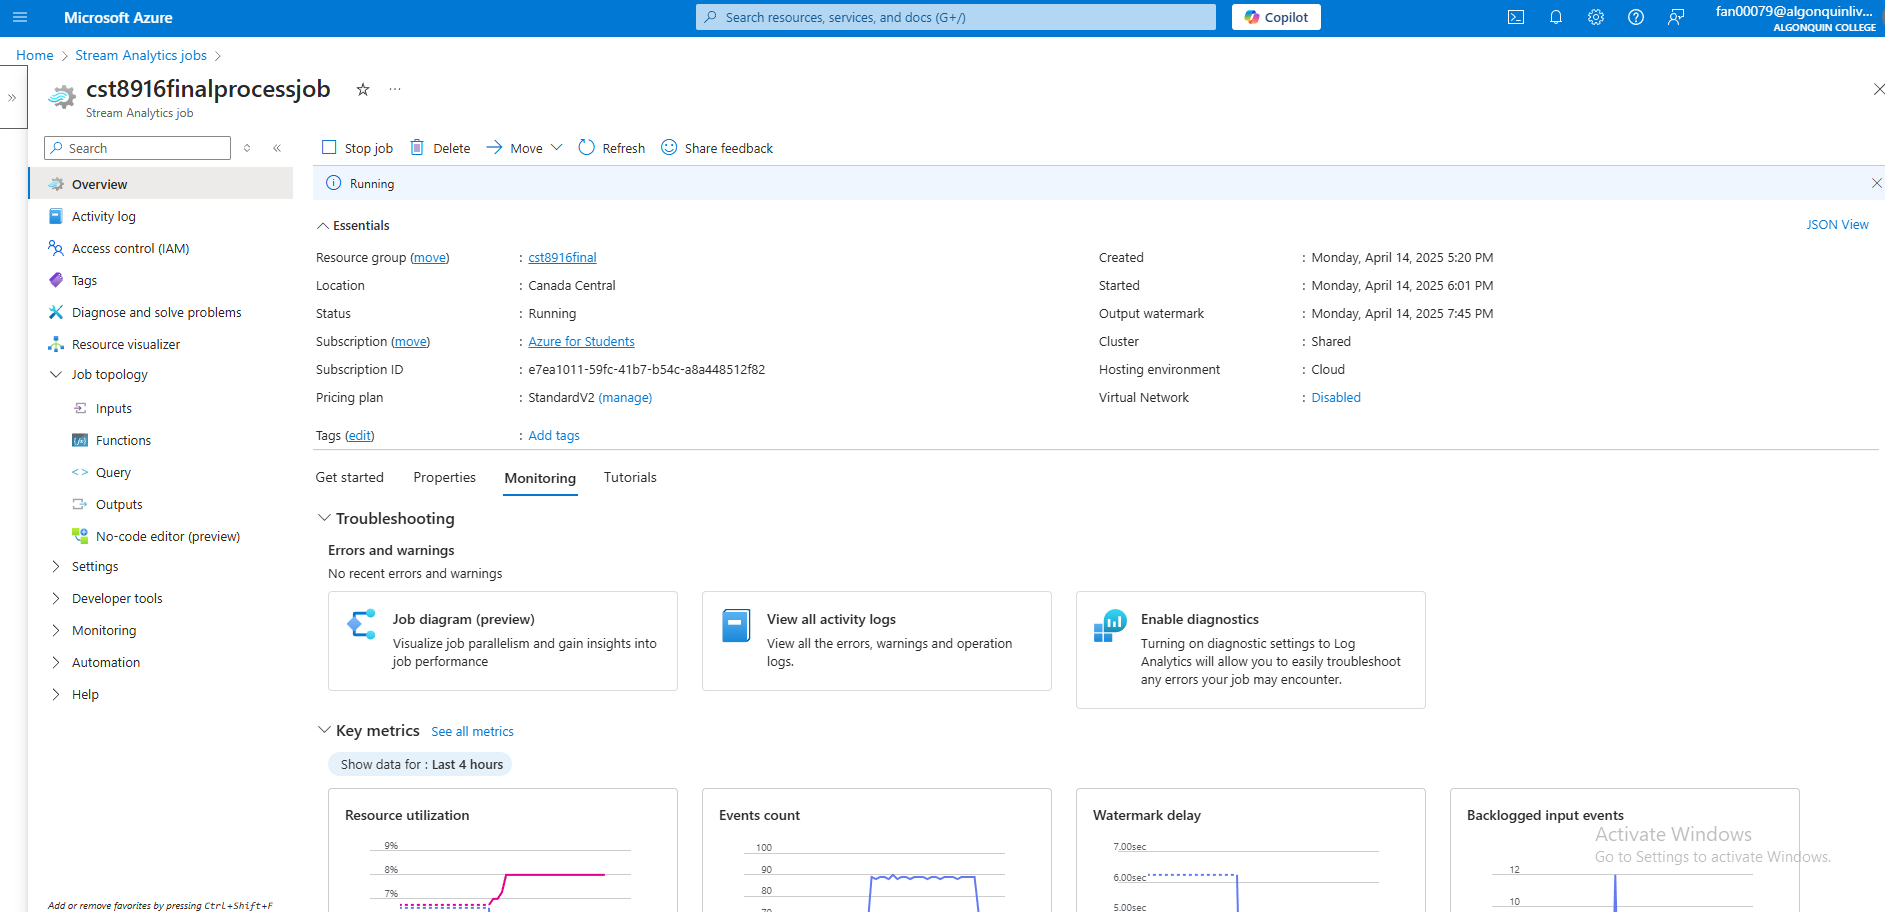 Microsoft Azure
Search resources, services, and docs (G+/)
Copilot
fan00079@algonquinliv...
ALGONQUIN COLLEGE
Home > Stream Analytics jobs >
cst8916finalprocessjob
Stream Analytics job
Search
Stop job Delete Move Refresh Share feedback
Overview
Activity log
Access control (IAM)
Tags
Diagnose and solve problems
Resource visualizer
Job topology
Inputs
Functions
Query
Outputs
No-code editor (preview)
Settings
Developer tools
Monitoring
Automation
Help
Add or remove favorites by pressing Ctrl+Shift+F
Running
Essentials
JSON View
Resource group (move) : cst8916final
Location : Canada Central
Status : Running
Subscription (move) : Azure for Students
Subscription ID : e7ea1011-59fc-41b7-b54c-a8a448512f82
Pricing plan : StandardV2 (manage)
Tags (edit) : Add tags
Created : Monday, April 14, 2025 5:20 PM
Started : Monday, April 14, 2025 6:01 PM
Output watermark : Monday, April 14, 2025 7:45 PM
Cluster : Shared
Hosting environment : Cloud
Virtual Network : Disabled
Get started Properties Monitoring Tutorials
Troubleshooting
Errors and warnings
No recent errors and warnings
Job diagram (preview)
Visualize job parallelism and gain insights into
job performance
View all activity logs
View all the errors, warnings and operation
logs.
Enable diagnostics
Turning on diagnostic settings to Log
Analytics will allow you to easily troubleshoot
any errors your job may encounter.
Key metrics See all metrics
Show data for : Last 4 hours
Resource utilization
9%
8%
7%
Events count
100
90
80
70
Watermark delay
7.00sec
6.00sec
5.00sec
Backlogged input events
12
10
Activate Windows
Go to Settings to activate Windows.